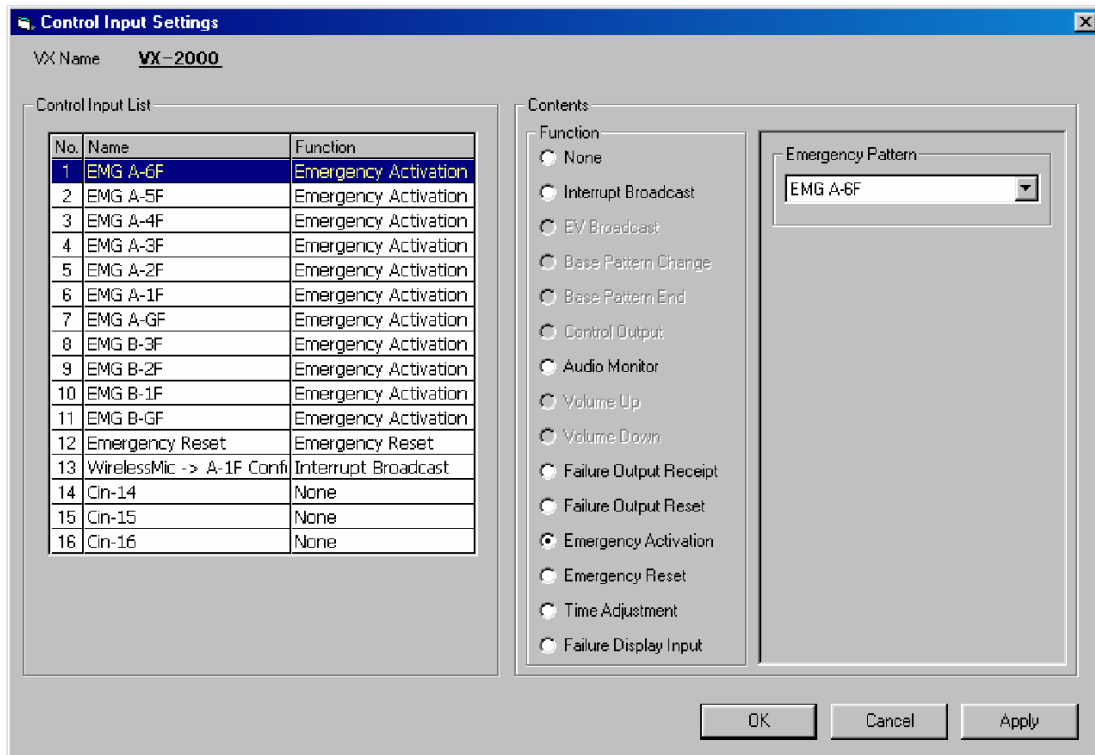 Control Input Settings
VX Name VX-2000
Control Input List
No. Name Function
1 EMG A-6F Emergency Activation
2 EMG A-5F Emergency Activation
3 EMG A-4F Emergency Activation
4 EMG A-3F Emergency Activation
5 EMG A-2F Emergency Activation
6 EMG A-1F Emergency Activation
7 EMG A-GF Emergency Activation
8 EMG B-3F Emergency Activation
9 EMG B-2F Emergency Activation
10 EMG B-1F Emergency Activation
11 EMG B-GF Emergency Activation
12 Emergency Reset Emergency Reset
13 WirelessMic -> A-1F Confi Interrupt Broadcast
14 Cin-14 None
15 Cin-15 None
16 Cin-16 None
Contents
Function
None
Interrupt Broadcast
EV Broadcast
Base Pattern Change
Base Pattern End
Control Output
Audio Monitor
Volume Up
Volume Down
Failure Output Receipt
Failure Output Reset
Emergency Activation
Emergency Reset
Time Adjustment
Failure Display Input
Emergency Pattern
EMG A-6F
OK Cancel Apply